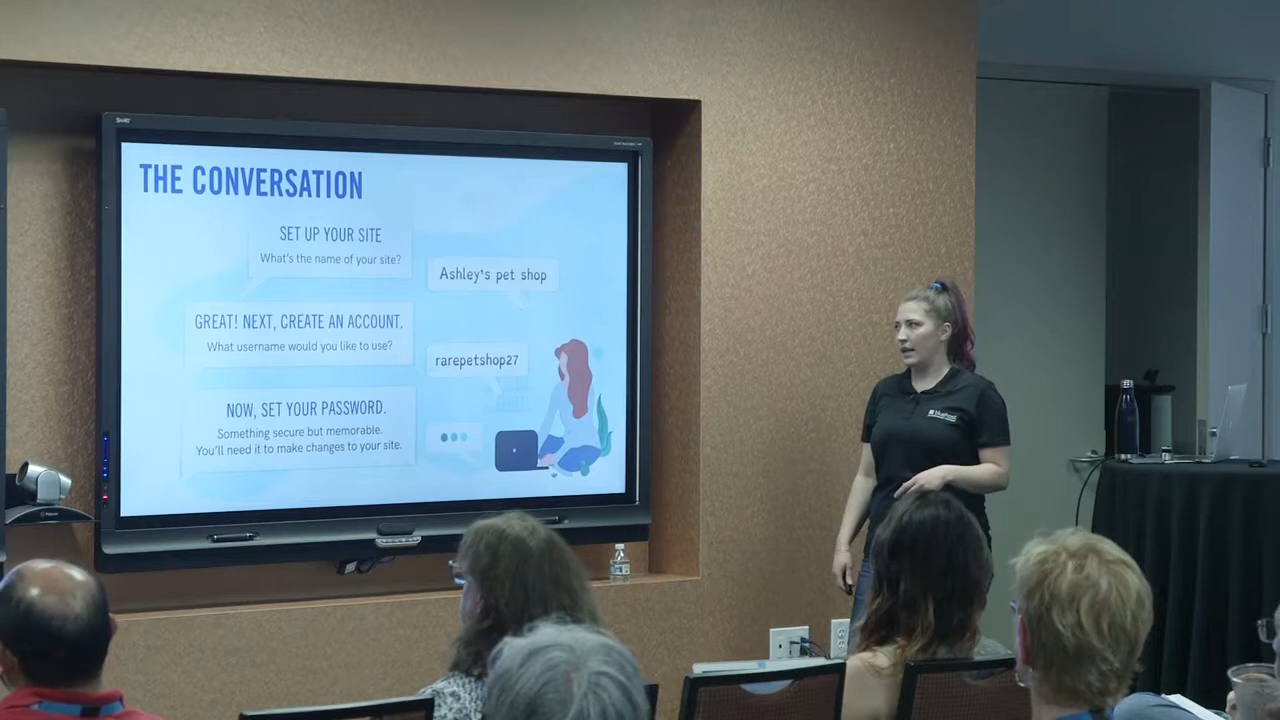 SMART
THE CONVERSATION
SET UP YOUR SITE
What's the name of your site?
Ashley's pet shop
GREAT! NEXT, CREATE AN ACCOUNT.
What username would you like to use?
rarepetshop27
NOW, SET YOUR PASSWORD.
Something secure but memorable.
You'll need it to make changes to your site.
bluehost